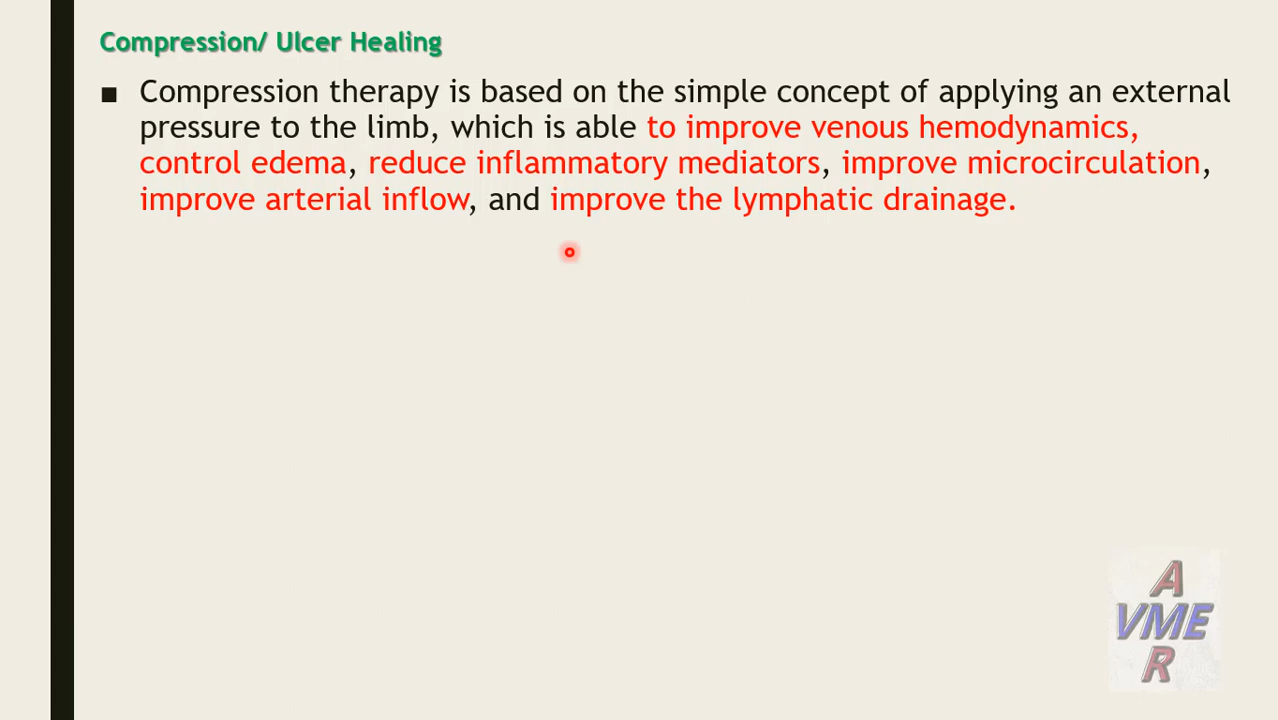 Compression/ Ulcer Healing
■ Compression therapy is based on the simple concept of applying an external
pressure to the limb, which is able to improve venous hemodynamics,
control edema, reduce inflammatory mediators, improve microcirculation,
improve arterial inflow, and improve the lymphatic drainage.
A
VME
R